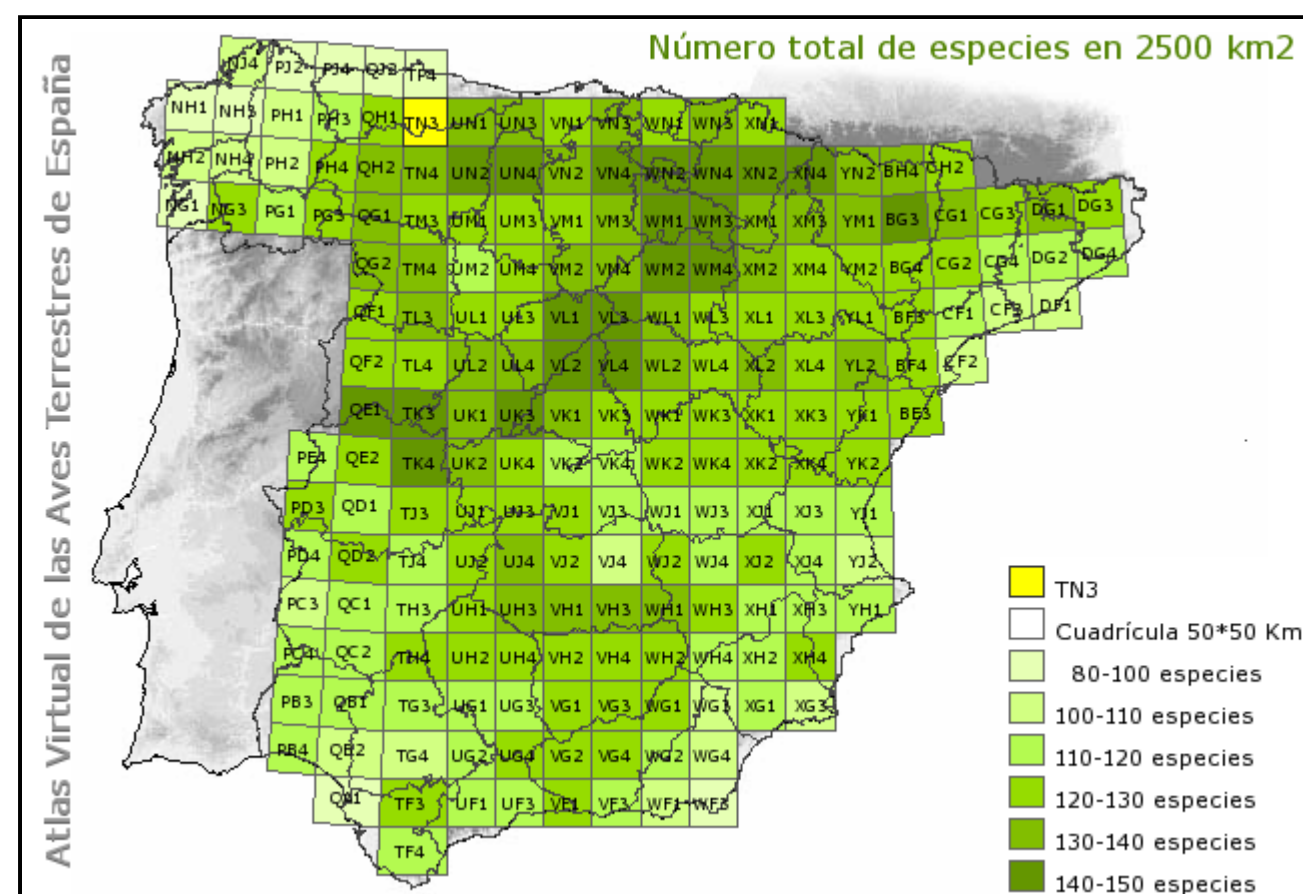 Número total de especies en 2500 km2
Atlas Virtual de las Aves Terrestres de España
NJ4 PJ2 PJ4 QJ2 TP4
NH1 NH3 PH1 PH3 QH1 TN3 UN1 UN3 VN1 VN3 WN1 WN3 XN1
NH2 NH4 PH2 PH4 QH2 TN4 UN2 UN4 VN2 VN4 WN2 WN4 XN2 XN4 YN2 BH4 CH2
NG1 NG3 PG1 PG3 QG1 TM3 UM1 UM3 VM1 VM3 WM1 WM3 XM1 XM3 YM1 BG3 CG1 CG3 DG1 DG3
QG2 TM4 UM2 UM4 VM2 VN4 WM2 WM4 XM2 XM4 YM2 BG4 CG2 CG4 DG2 DG4
QF1 TL3 UL1 UL3 VL1 VL3 WL1 WL3 XL1 XL3 YL1 BF3 CF1 CF3 DF1
QF2 TL4 UL2 UL4 VL2 VL4 WL2 WL4 XL2 XL4 YL2 BF4 CF2
QE1 TK3 UK1 UK3 VK1 VK3 WK1 WK3 XK1 XK3 YK1 BE3
PE4 QE2 TK4 UK2 UK4 VK2 VK4 WK2 WK4 XK2 XK4 YK2
PD3 QD1 TJ3 UJ1 UJ3 VJ1 VJ3 WJ1 WJ3 XJ1 XJ3 YJ1
PD4 QD2 TJ4 UJ2 UJ4 VJ2 VJ4 WJ2 WJ4 XJ2 XJ4 YJ2
PC3 QC1 TH3 UH1 UH3 VH1 VH3 WH1 WH3 XH1 XH3 YH1
PC4 QC2 TH4 UH2 UH4 VH2 VH4 WH2 WH4 XH2 XH4
PB3 QB1 TG3 UG1 UG3 VG1 VG3 WG1 WG3 XG1 XG3
PB4 QB2 TG4 UG2 UG4 VG2 VG4 WG2 WG4
TF3 UF1 UF3 VF1 VF3 WF1 WF3
TF4
TN3
Cuadrícula 50*50 Km
80-100 especies
100-110 especies
110-120 especies
120-130 especies
130-140 especies
140-150 especies